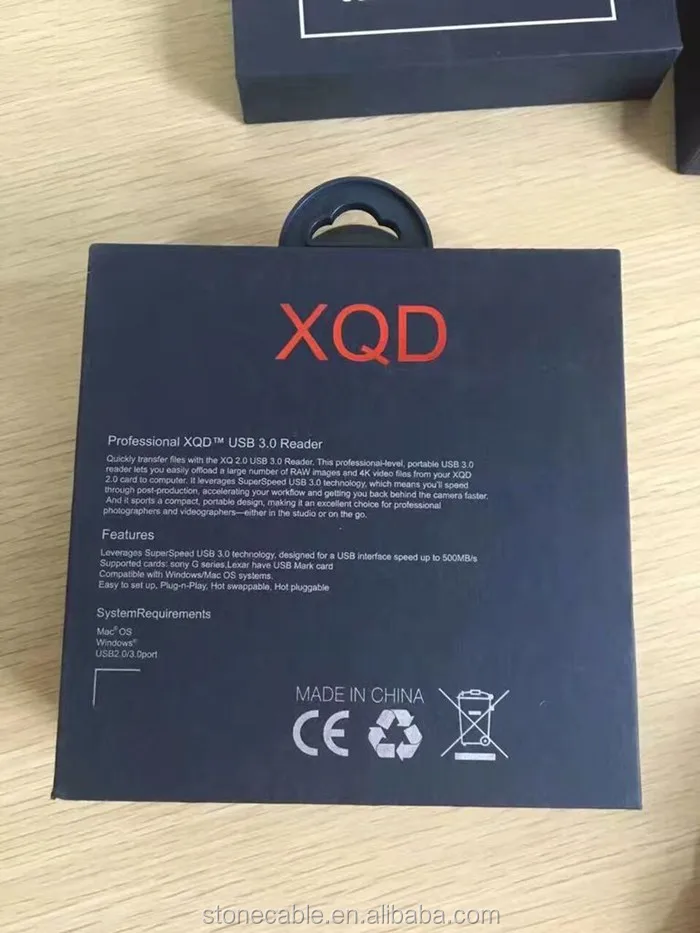 XQD
Professional XQD™ USB 3.0 Reader
Quickly transfer files with the XQ 2.0 USB 3.0 Reader. This professional-level, portable USB 3.0
reader lets you easily offload a large number of RAW images and 4K video files from your XQD
2.0 card to computer. It leverages SuperSpeed USB 3.0 technology, which means you'll speed
through post-production, accelerating your workflow and getting you back behind the camera faster.
And it sports a compact, portable design, making it an excellent choice for professional
photographers and videographers—either in the studio or on the go.
Features
Leverages SuperSpeed USB 3.0 technology, designed for a USB interface speed up to 500MB/s
Supported cards: sony G series,Lexar have USB Mark card
Compatible with Windows/Mac OS systems.
Easy to set up, Plug-n-Play, Hot swappable, Hot pluggable
SystemRequirements
Mac® OS
Windows®
USB2.0/3.0port
MADE IN CHINA
CE
stonecable.en.alibaba.com